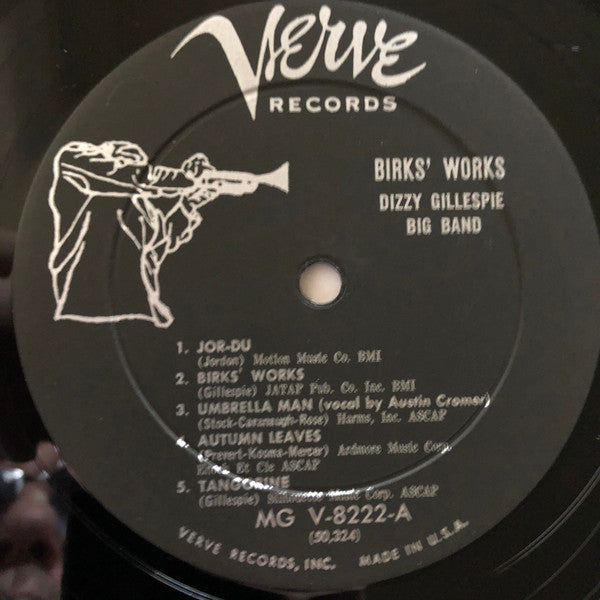 Verve
RECORDS
BIRKS' WORKS
DIZZY GILLESPIE
BIG BAND
1. JOR-DU
(Jordon) Motion Music Co. BMI
2. BIRKS' WORKS
(Gillespie) JATAP Pub. Co. Inc. BMI
3. UMBRELLA MAN (vocal by Austin Cromer)
(Stock-Cavanaugh-Rose) Harms, Inc. ASCAP
AUTUMN LEAVES
(Prevert-Kosma-Mercer) Ardmore Music Corp.
Et Cie ASCAP
5. TANGORINE
(Gillespie) Music Corp. ASCAP
MG V-8222-A
(50,324)
VERVE RECORDS, INC. MADE IN U.S.A.